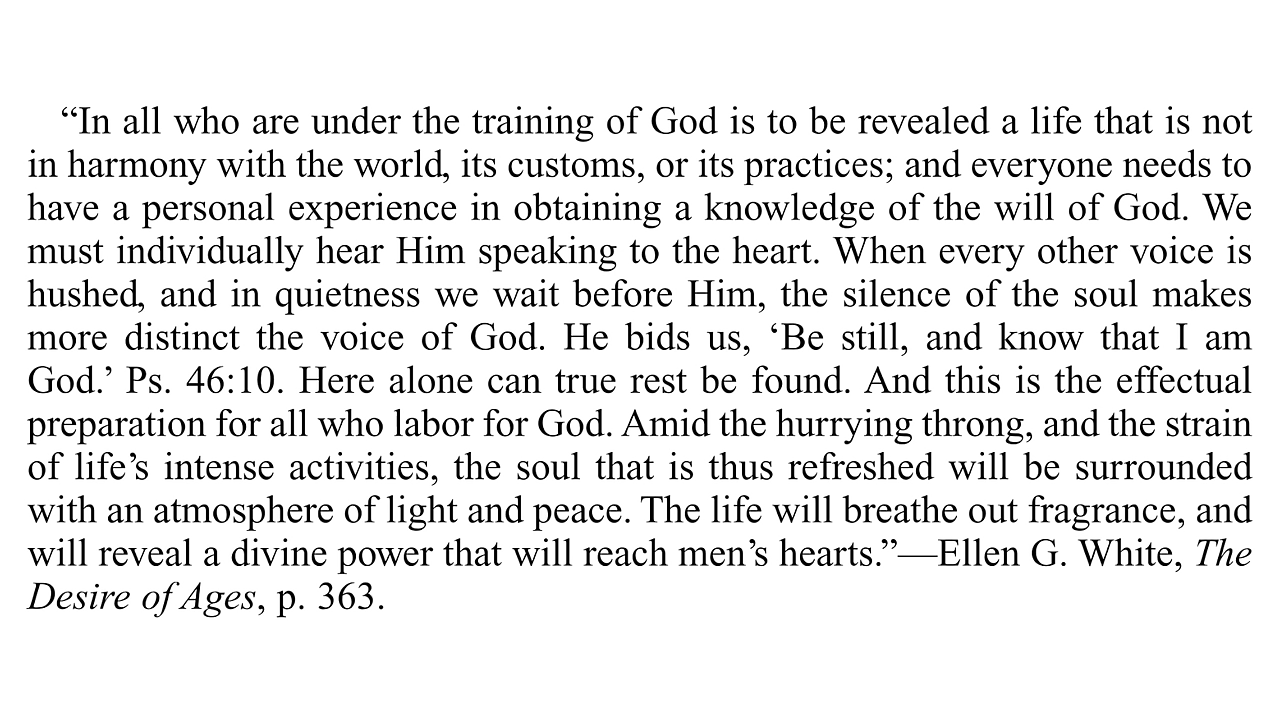 “In all who are under the training of God is to be revealed a life that is not
in harmony with the world, its customs, or its practices; and everyone needs to
have a personal experience in obtaining a knowledge of the will of God. We
must individually hear Him speaking to the heart. When every other voice is
hushed, and in quietness we wait before Him, the silence of the soul makes
more distinct the voice of God. He bids us, ‘Be still, and know that I am
God.’ Ps. 46:10. Here alone can true rest be found. And this is the effectual
preparation for all who labor for God. Amid the hurrying throng, and the strain
of life’s intense activities, the soul that is thus refreshed will be surrounded
with an atmosphere of light and peace. The life will breathe out fragrance, and
will reveal a divine power that will reach men’s hearts.”—Ellen G. White, The
Desire of Ages, p. 363.